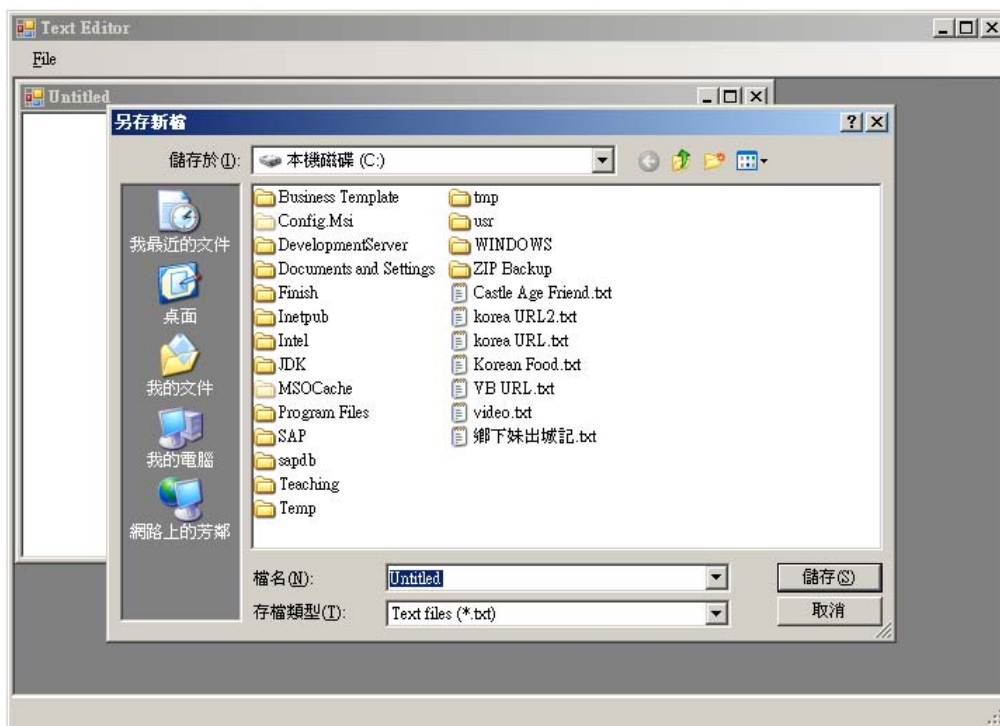 Text Editor
File
Untitled
另存新檔
儲存於(I):
本機磁碟 (C:)
我最近的文件
桌面
我的文件
我的電腦
網路上的芳鄰
Business Template
Config.Msi
DevelopmentServer
Documents and Settings
Finish
Inetpub
Intel
JDK
MSOCache
Program Files
SAP
sapdb
Teaching
Temp
tmp
usr
WINDOWS
ZIP Backup
Castle Age Friend.txt
korea URL2.txt
korea URL.txt
Korean Food.txt
VB URL.txt
video.txt
鄉下妹出城記.txt
檔名(N):
Untitled
儲存(S)
存檔類型(T):
Text files (*.txt)
取消